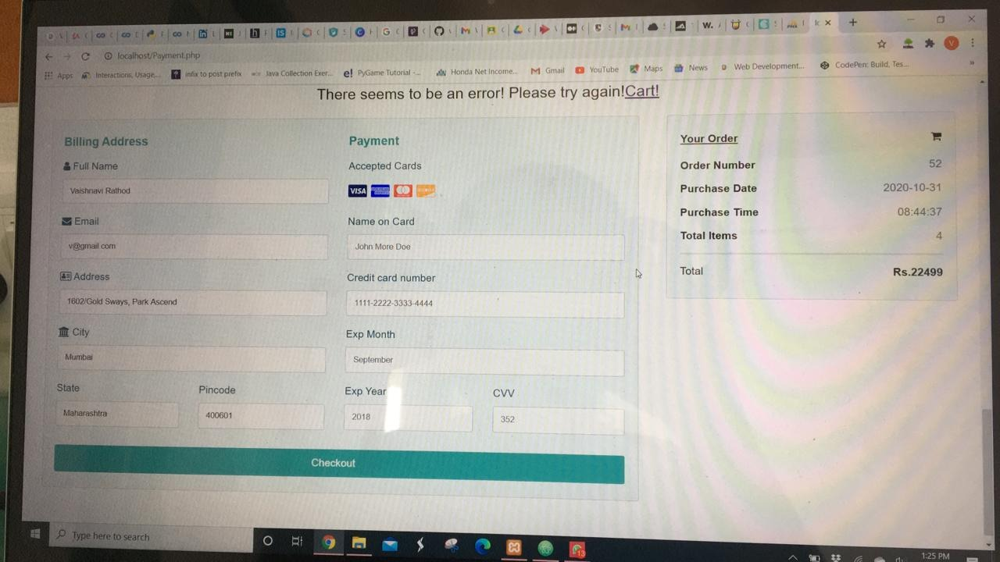 localhost/Payment.php
Apps
Interactions, Usage,...
infix to post prefix
Java Collection Exer...
PyGame Tutorial -...
Honda Net Income...
Gmail
YouTube
Maps
News
Web Development...
CodePen: Build, Tes...
There seems to be an error! Please try again!Cart!
Billing Address
Full Name
Vaishnavi Rathod
Email
v@gmail com
Address
1602/Gold Sways, Park Ascend
City
Mumbai
State
Pincode
Maharashtra
400601
Payment
Accepted Cards
VISA
Name on Card
John More Doe
Credit card number
1111-2222-3333-4444
Exp Month
September
Exp Year
CVV
2018
352
Checkout
Your Order
Order Number 52
Purchase Date 2020-10-31
Purchase Time 08:44:37
Total Items 4
Total Rs.22499
Type here to search
13
1:25 PM